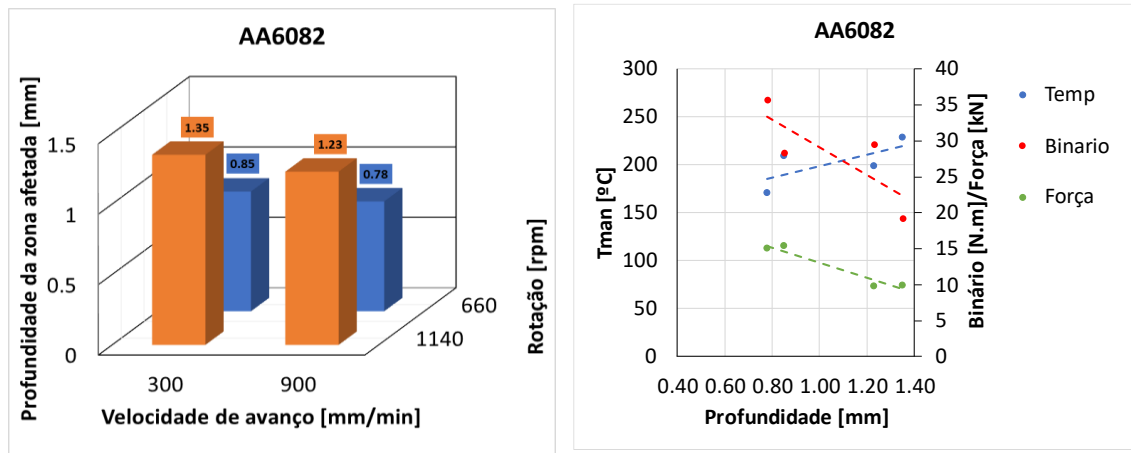 AA6082
Profundidade da zona afetada [mm]
1.5
1
0.5
0
1.35
0.85
1.23
0.78
300
900
1140
660
Rotação [rpm]
Velocidade de avanço [mm/min]
AA6082
Tman [ºC]
300
250
200
150
100
50
0
40
35
30
25
20
15
10
5
0
Binário [N.m]/Força [kN]
0.40 0.60 0.80 1.00 1.20 1.40
Profundidade [mm]
Temp
Binario
Força